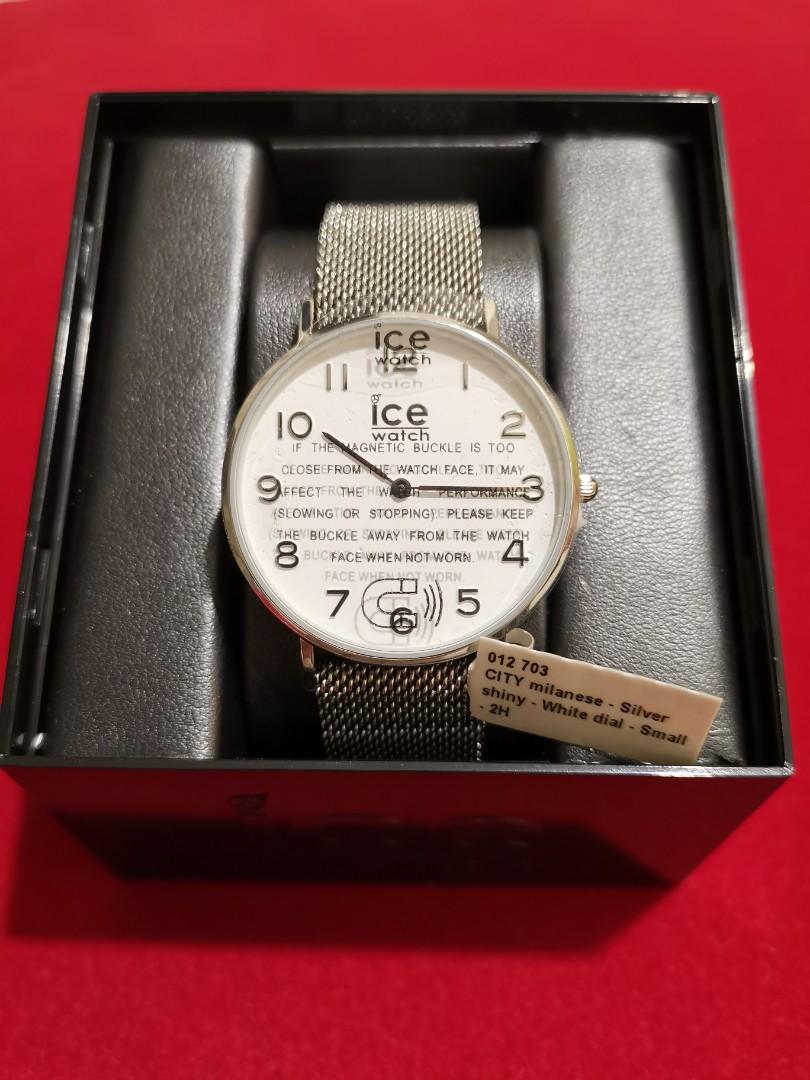 ice
watch
12
11
1
ice
watch
10
2
IF THE MAGNETIC BUCKLE IS TOO
CLOSE FROM THE WATCH FACE, IT MAY
9
AFFECT THE WATCH PERFORMANCE
3
(SLOWING OR STOPPING). PLEASE KEEP
THE BUCKLE AWAY FROM THE WATCH
8
4
FACE WHEN NOT WORN.
7
6
5
012 703
CITY milanese - Silver
shiny - White dial - Small
- 2H